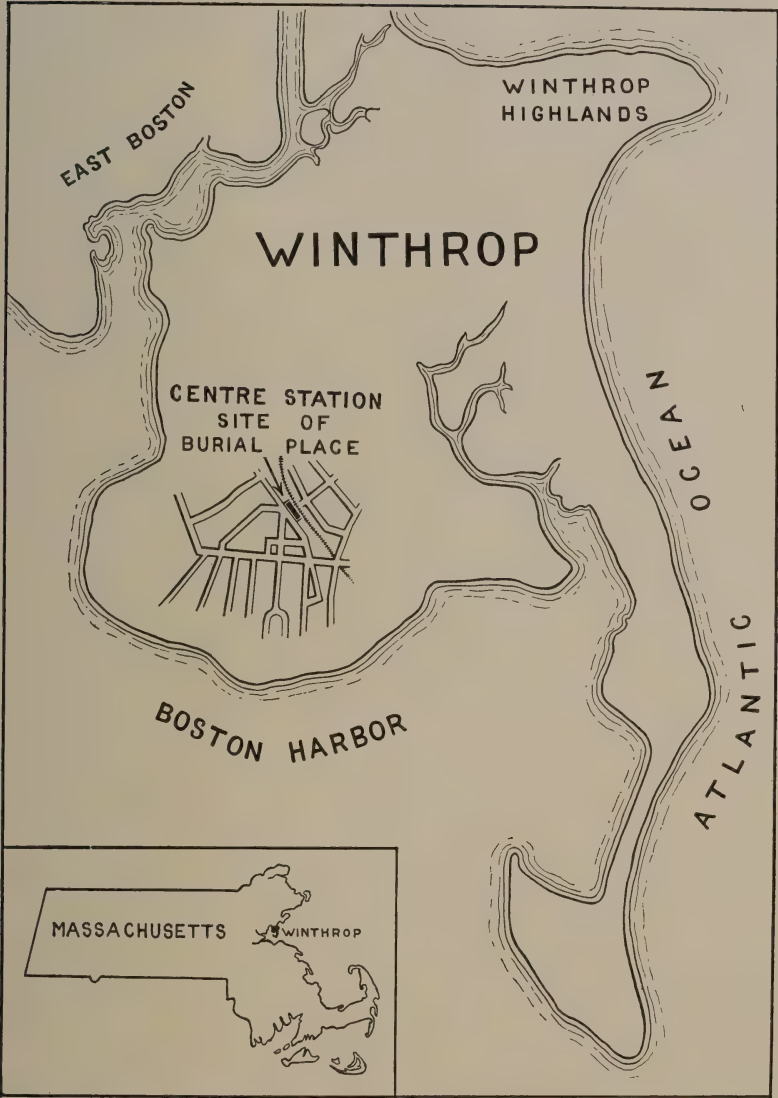 WINTHROP
HIGHLANDS
EAST BOSTON
WINTHROP
CENTRE STATION
SITE OF
BURIAL PLACE
ATLANTIC OCEAN
BOSTON HARBOR
MASSACHUSETTS
WINTHROP